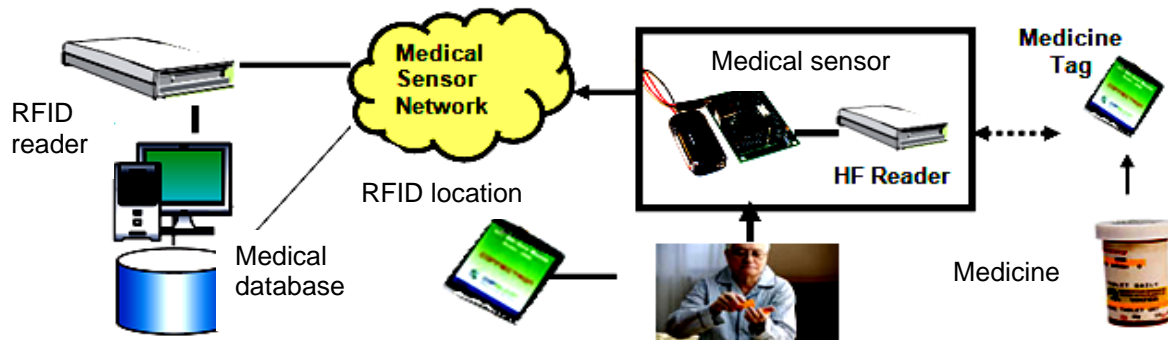 RFID
reader
Medical
Sensor
Network
Medical sensor
HF Reader
Medicine
Tag
RFID location
Medical
database
Medicine